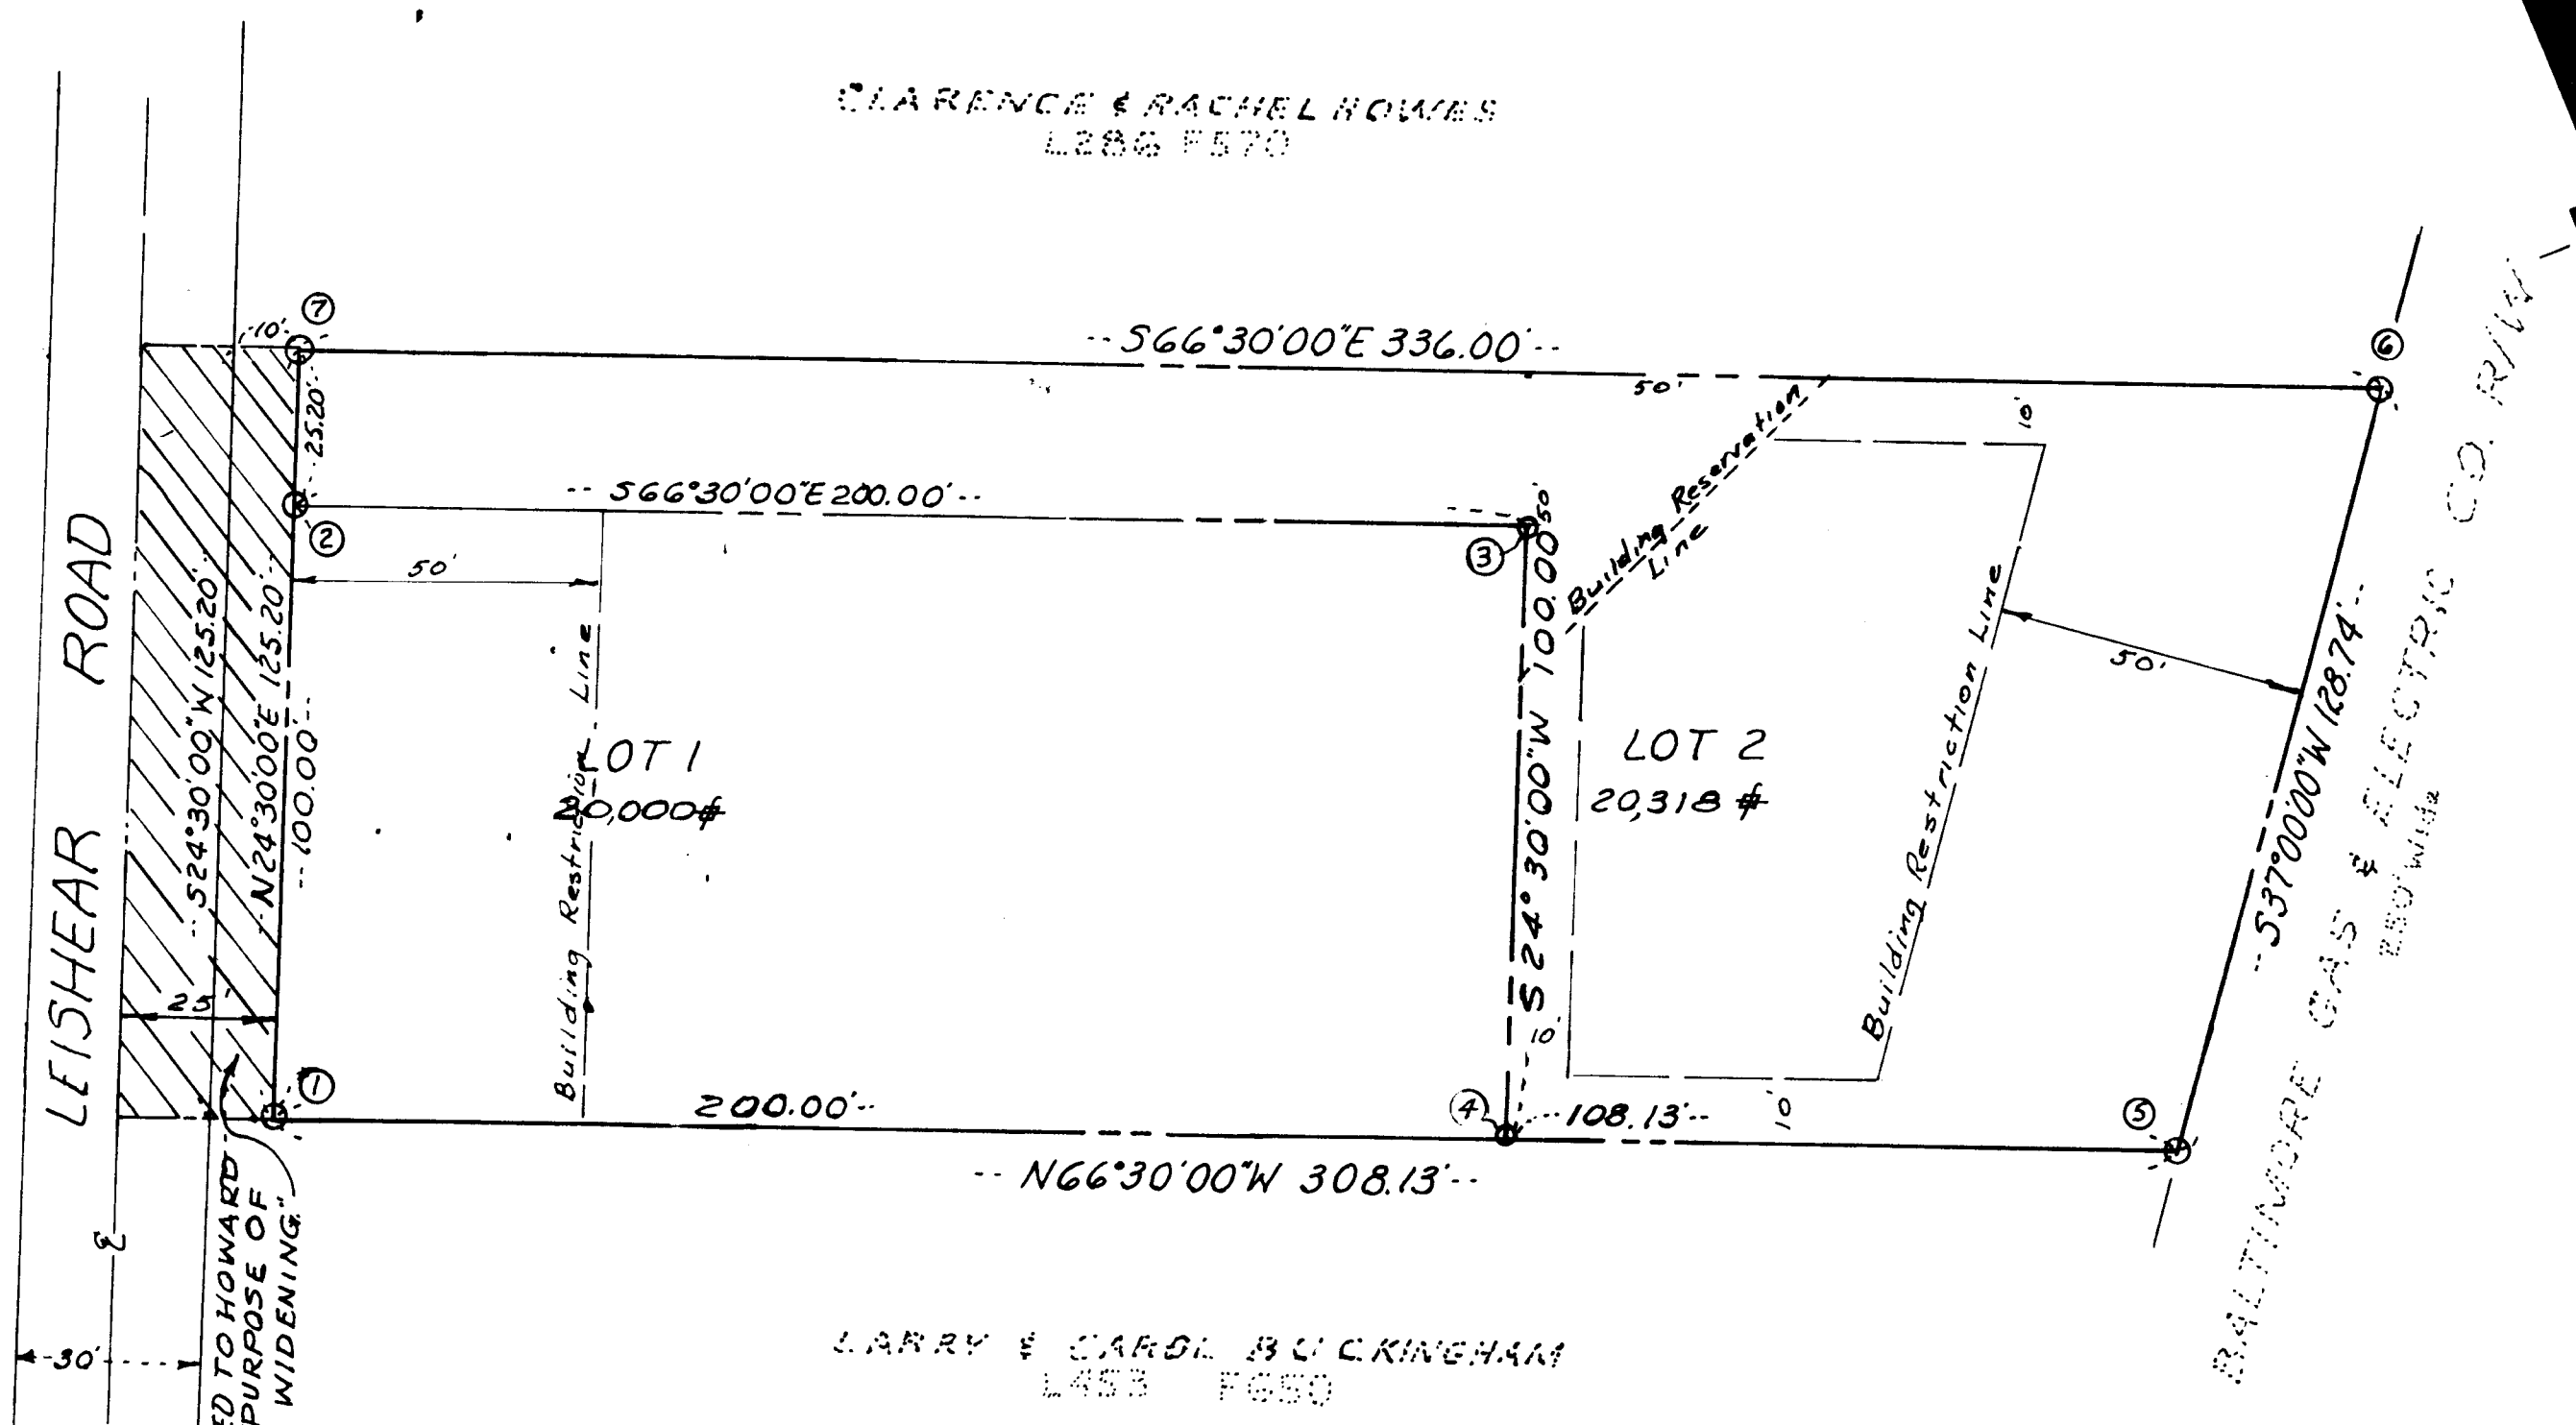 CLARENCE & RACHEL HOWES
L286 F570
7
10'
--S66°30'00"E 336.00'--
50'
6
25.20'
10'
-- S66°30'00"E 200.00'--
2
3
50'
Building Reservation
Line
50'
LEISHEAR ROAD
--S24°30'00"W 125.20'
N24°30'00"E 125.20'
--100.00'--
Building Restriction Line
LOT 1
20,000#
S 24°30'00"W 100.00'
LOT 2
20,318 #
Building Restriction Line
50'
--S37°00'00"W 128.74'--
BALTIMORE GAS & ELECTRIC CO. R/W
250' Wide
25'
10'
1
200.00'--
4
--108.13'--
10'
5
-- N66°30'00"W 308.13'--
℄
30'
ED TO HOWARD
PURPOSE OF
WIDENING."
LARRY & CAROL BUCKINGHAM
L453 F650